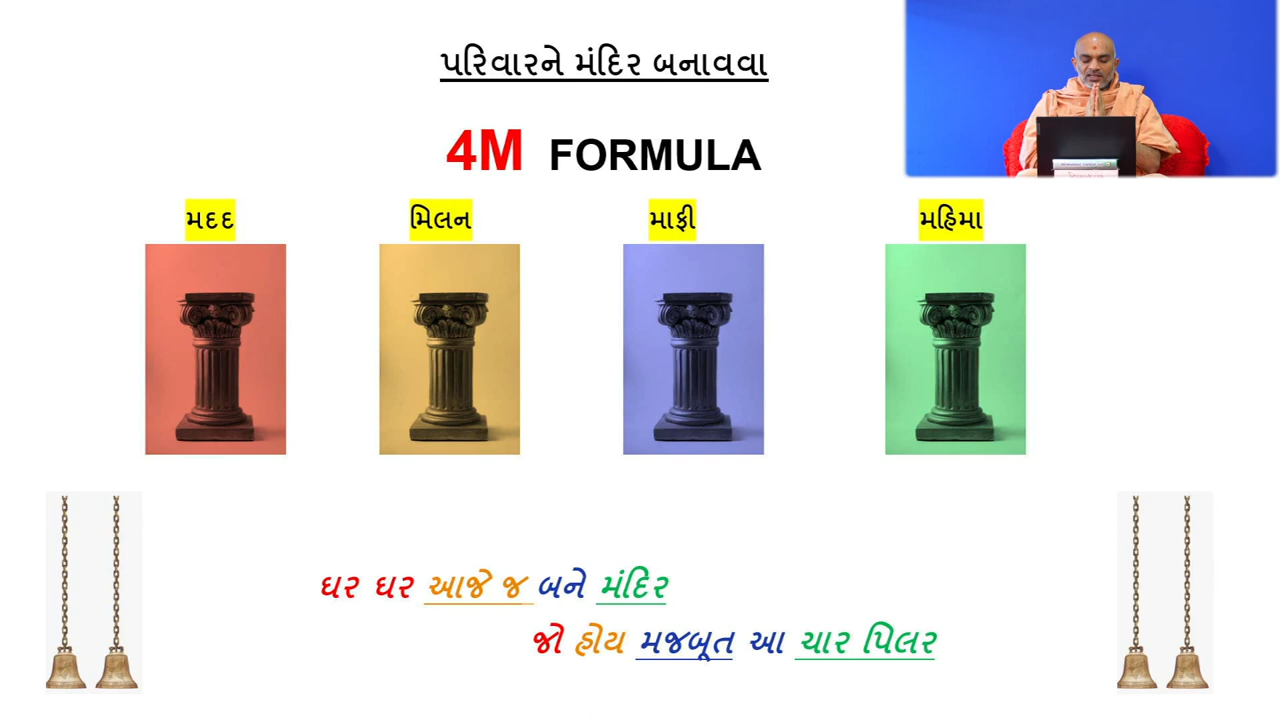 પરિવારને મંદિર બનાવવા
4M FORMULA
મદદ મિલન માફી મહિમા
ઘર ઘર આજે જ બને મંદિર
જો હોય મજબૂત આ ચાર પિલર